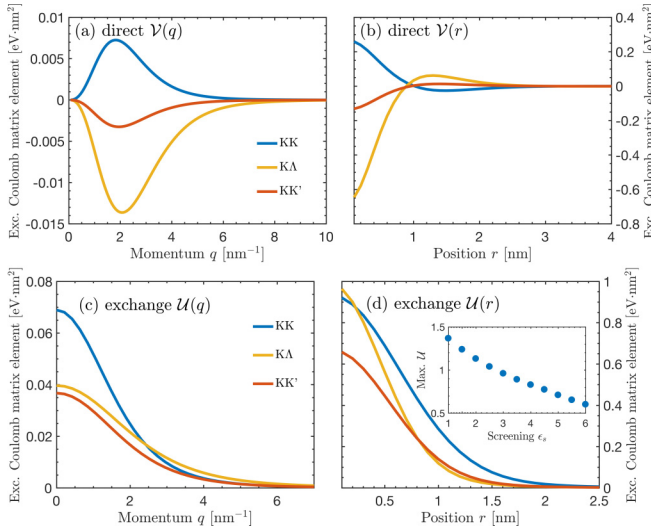 (a) direct 𝒱(q)
Exc. Coulomb matrix element [eV·nm²]
0.01
0.005
0
-0.005
-0.01
-0.015
KK
KΛ
KK'
0 2 4 6 8 10
Momentum q [nm⁻¹]
(b) direct 𝒱(r)
0.4
0.2
0
-0.2
-0.4
-0.6
-0.8
Exc. Coulomb matrix element [eV·nm²]
1 2 3 4
Position r [nm]
(c) exchange 𝒰(q)
Exc. Coulomb matrix element [eV·nm²]
0.08
0.06
0.04
0.02
0
KK
KΛ
KK'
0 2 4 6
Momentum q [nm⁻¹]
(d) exchange 𝒰(r)
1
0.8
0.6
0.4
0.2
0
Exc. Coulomb matrix element [eV·nm²]
Max. 𝒰
1.5
1
0.5
1 2 3 4 5 6
Screening ϵₛ
0.5 1 1.5 2 2.5
Position r [nm]